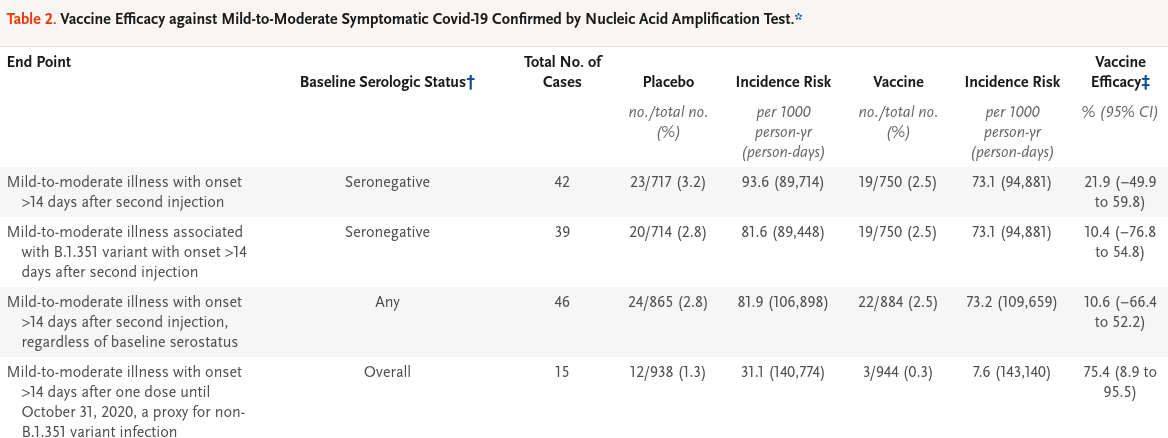 Table 2. Vaccine Efficacy against Mild-to-Moderate Symptomatic Covid-19 Confirmed by Nucleic Acid Amplification Test.*
End Point
Baseline Serologic Status†
Total No. of
Cases
Placebo
Incidence Risk
Vaccine
Incidence Risk
Vaccine
Efficacy‡
no./total no.
(%)
per 1000
person-yr
(person-days)
no./total no.
(%)
per 1000
person-yr
(person-days)
% (95% CI)
Mild-to-moderate illness with onset
>14 days after second injection
Seronegative
42
23/717 (3.2)
93.6 (89,714)
19/750 (2.5)
73.1 (94,881)
21.9 (−49.9
to 59.8)
Mild-to-moderate illness associated
with B.1.351 variant with onset >14
days after second injection
Seronegative
39
20/714 (2.8)
81.6 (89,448)
19/750 (2.5)
73.1 (94,881)
10.4 (−76.8
to 54.8)
Mild-to-moderate illness with onset
>14 days after second injection,
regardless of baseline serostatus
Any
46
24/865 (2.8)
81.9 (106,898)
22/884 (2.5)
73.2 (109,659)
10.6 (−66.4
to 52.2)
Mild-to-moderate illness with onset
>14 days after one dose until
October 31, 2020, a proxy for non-
B.1.351 variant infection
Overall
15
12/938 (1.3)
31.1 (140,774)
3/944 (0.3)
7.6 (143,140)
75.4 (8.9 to
95.5)